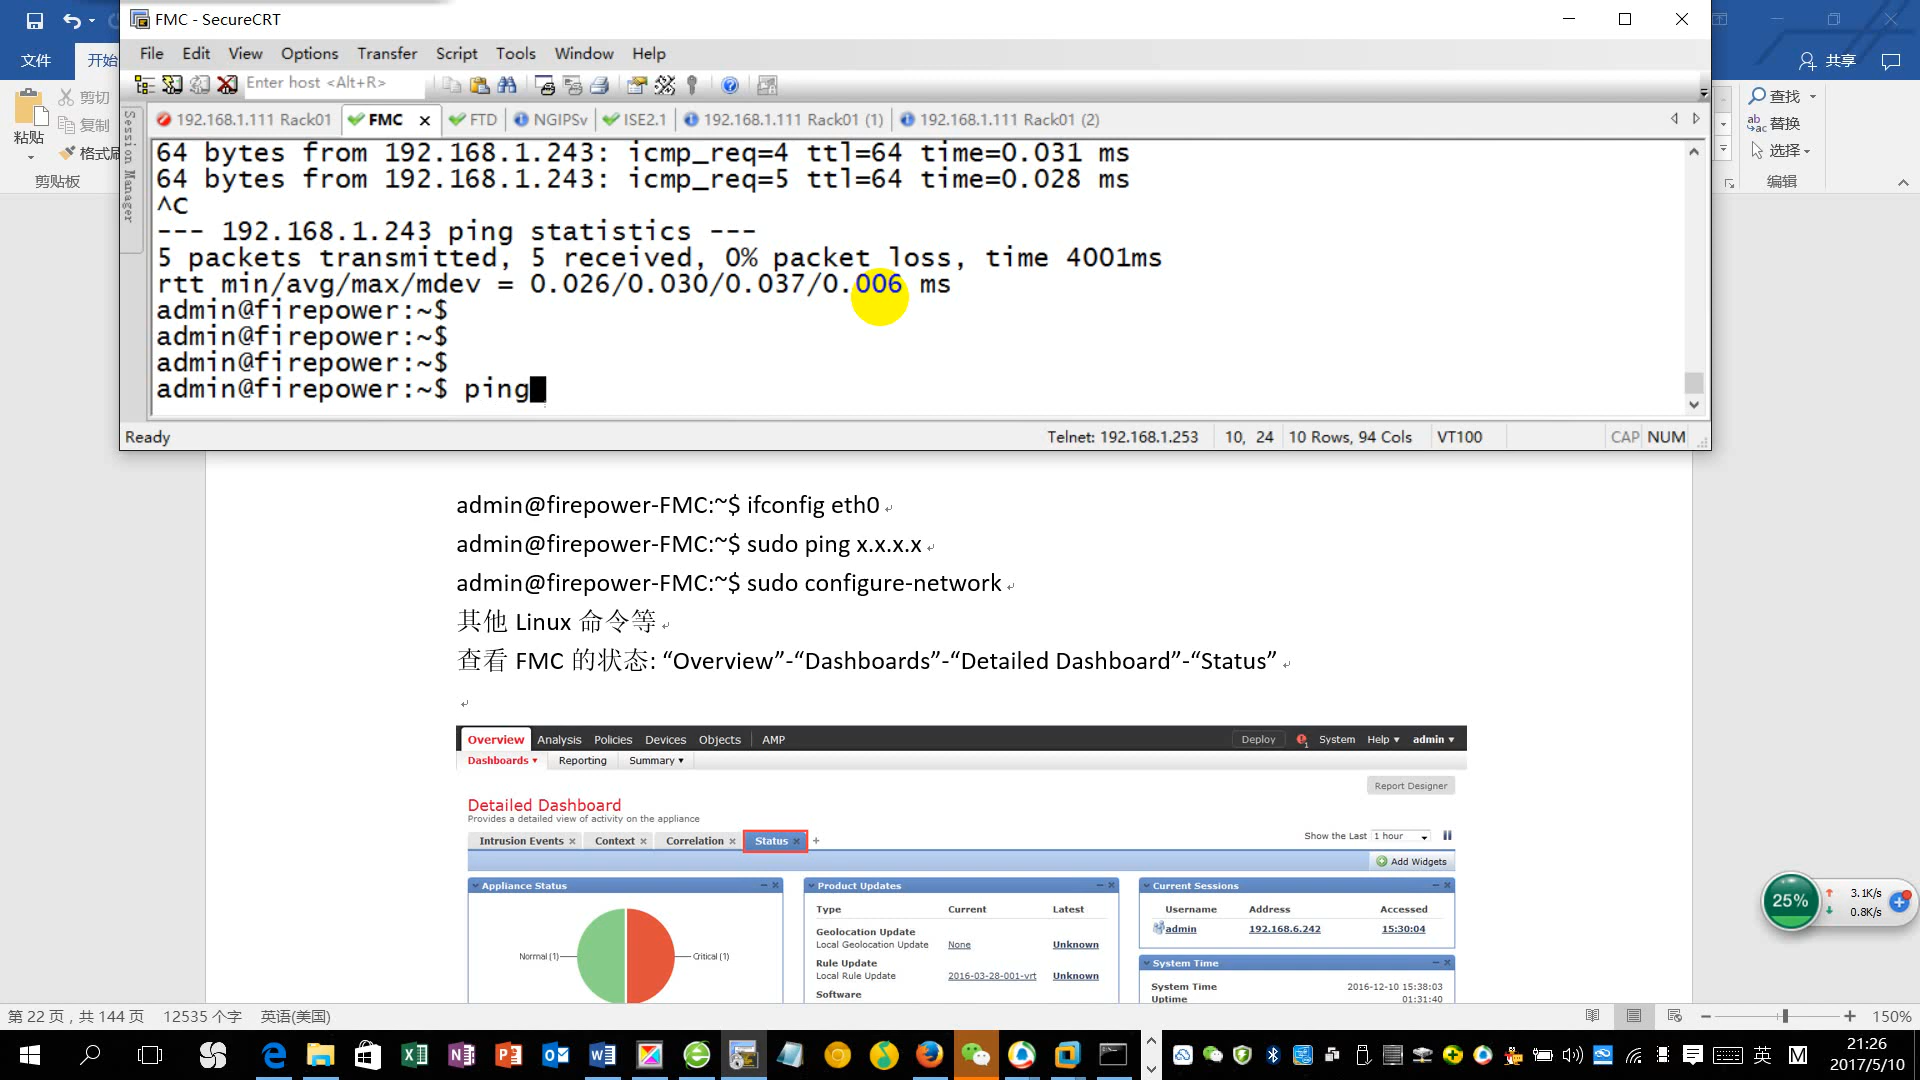 FMC - SecureCRT
File Edit View Options Transfer Script Tools Window Help
Enter host <Alt+R>
192.168.1.111 Rack01 FMC FTD NGIPSv ISE2.1 192.168.1.111 Rack01 (1) 192.168.1.111 Rack01 (2)
Session Manager
64 bytes from 192.168.1.243: icmp_req=4 ttl=64 time=0.031 ms
64 bytes from 192.168.1.243: icmp_req=5 ttl=64 time=0.028 ms
^C
--- 192.168.1.243 ping statistics ---
5 packets transmitted, 5 received, 0% packet loss, time 4001ms
rtt min/avg/max/mdev = 0.026/0.030/0.037/0.006 ms
admin@firepower:~$
admin@firepower:~$
admin@firepower:~$
admin@firepower:~$ ping
Ready Telnet: 192.168.1.253 10, 24 10 Rows, 94 Cols VT100 CAP NUM
文件 开始
共享
粘贴
剪切
复制
格式刷
剪贴板
查找
替换
选择
编辑
admin@firepower-FMC:~$ ifconfig eth0
admin@firepower-FMC:~$ sudo ping x.x.x.x
admin@firepower-FMC:~$ sudo configure-network
其他 Linux 命令等
查看 FMC 的状态: “Overview”-“Dashboards”-“Detailed Dashboard”-“Status”
Overview Analysis Policies Devices Objects AMP Deploy 1 System Help admin
Dashboards Reporting Summary
Report Designer
Detailed Dashboard
Provides a detailed view of activity on the appliance
Intrusion Events Context Correlation Status Show the Last 1 hour
Add Widgets
Appliance Status
Normal (1) Critical (1)
Product Updates
Type Current Latest
Geolocation Update
Local Geolocation Update None Unknown
Rule Update
Local Rule Update 2016-03-28-001-vrt Unknown
Software
Current Sessions
Username Address Accessed
admin 192.168.6.242 15:30:04
System Time
System Time 2016-12-10 15:38:03
Uptime 01:31:40
25% 3.1K/s
0.8K/s
第 22 页，共 144 页 12535 个字 英语(美国) 150%
英 M
21:26
2017/5/10